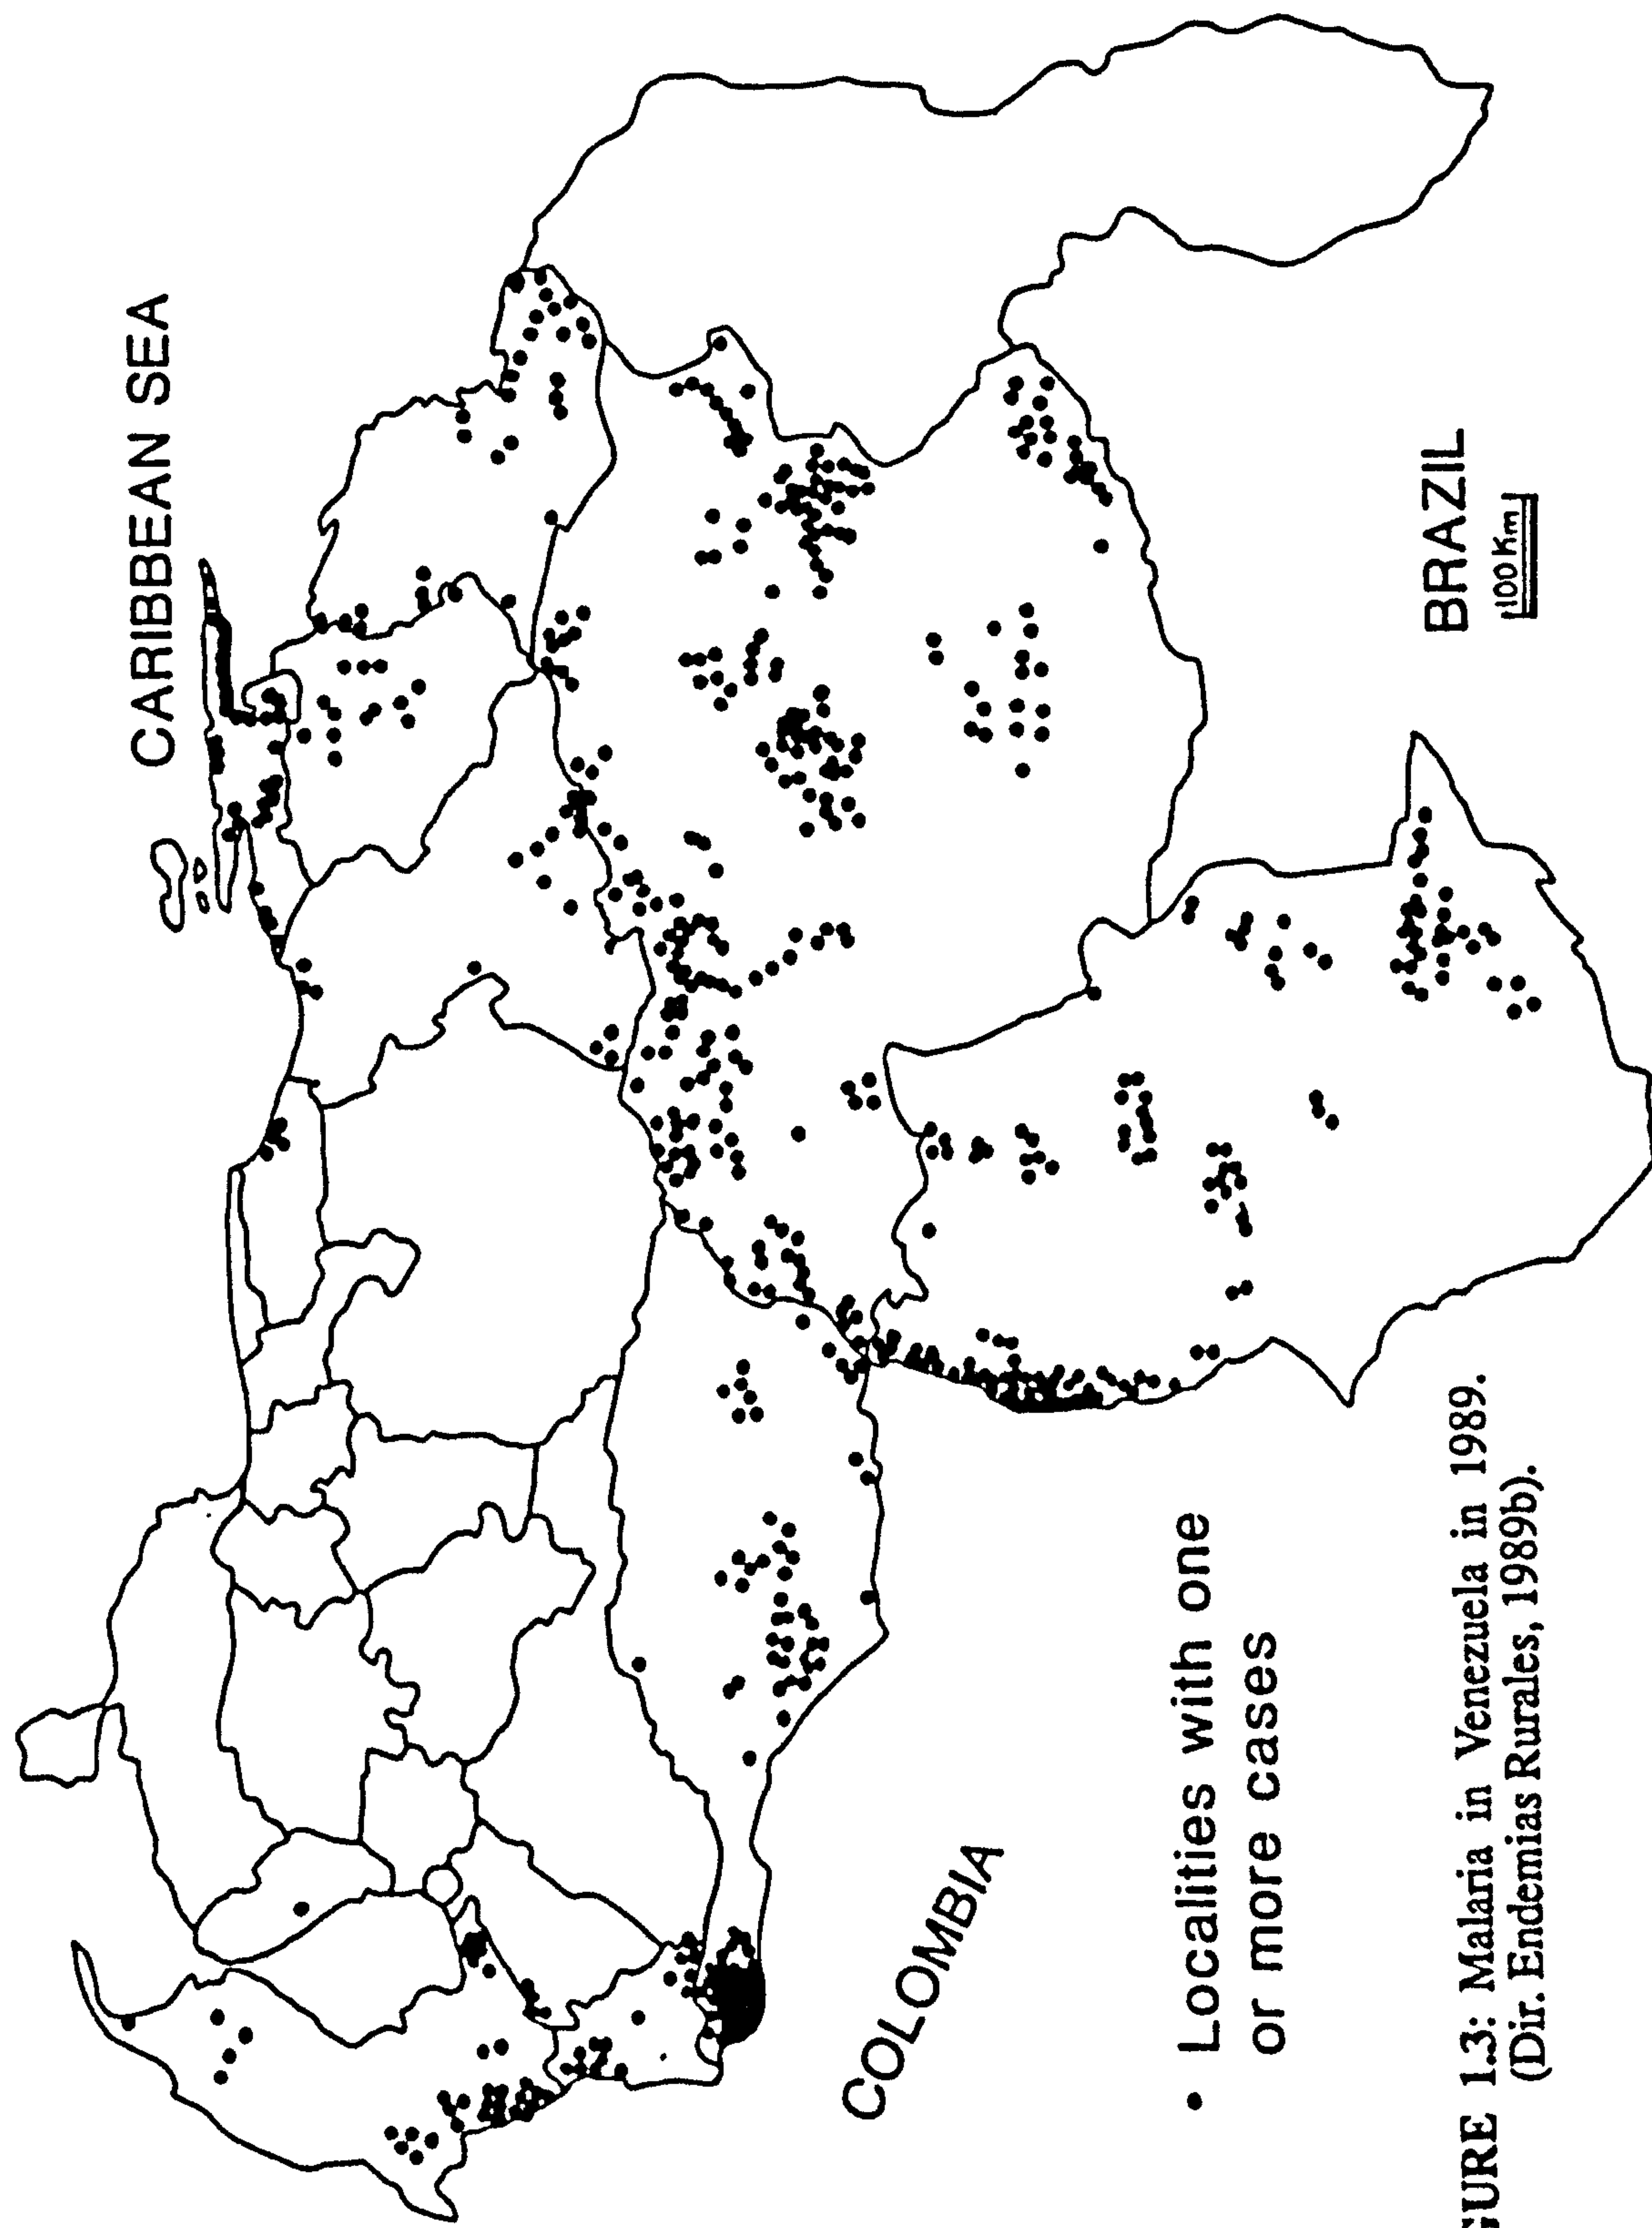 CARIBBEAN SEA
COLOMBIA
BRAZIL
100 Km
• Localities with one
or more cases
GURE 1.3: Malaria in Venezuela in 1989.
(Dir. Endemias Rurales, 1989b).